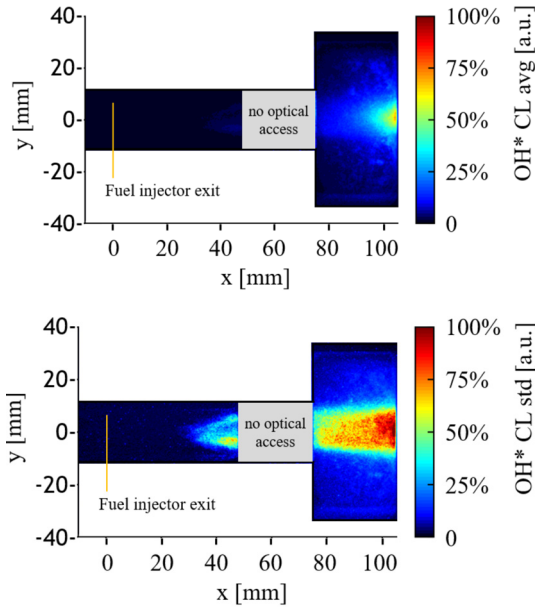 40
20
0
-20
-40
y [mm]
no optical
access
Fuel injector exit
0
20
40
60
80
100
x [mm]
100%
75%
50%
25%
0
OH* CL avg [a.u.]
40
20
0
-20
-40
y [mm]
no optical
access
Fuel injector exit
0
20
40
60
80
100
x [mm]
100%
75%
50%
25%
0
OH* CL std [a.u.]